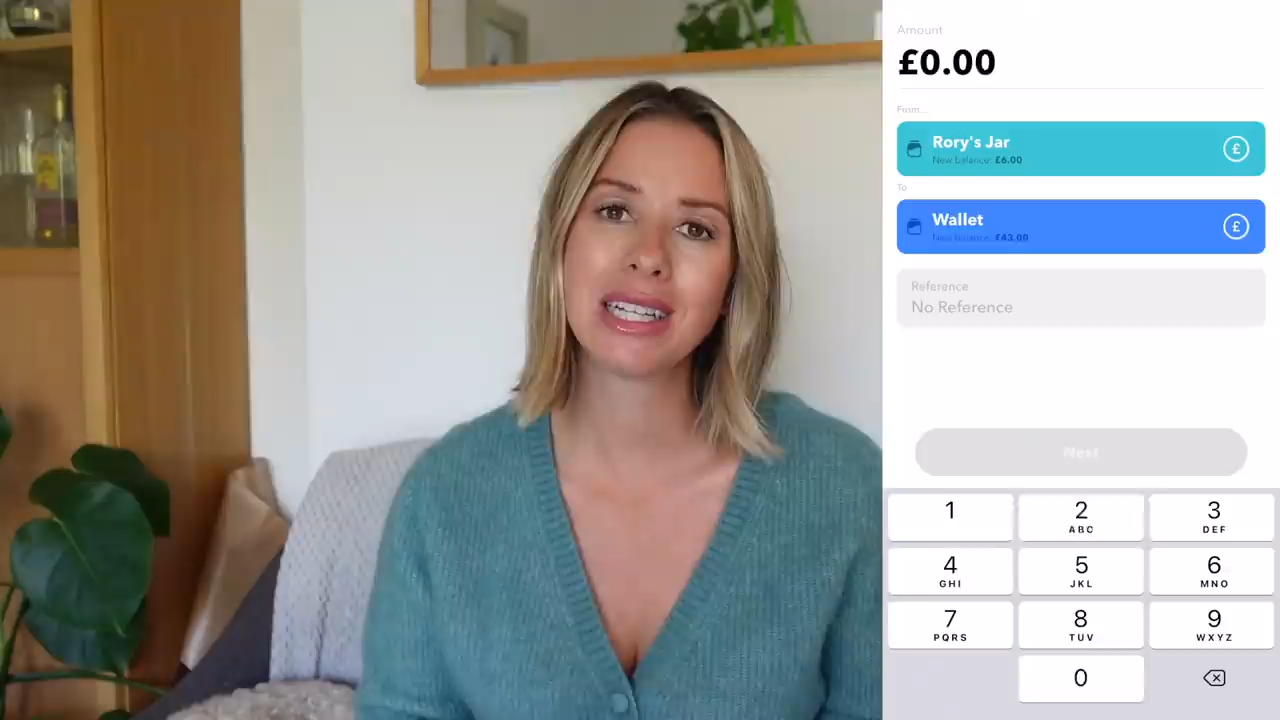 Amount
£0.00
From...
Rory's Jar
New balance: £6.00
£
To
Wallet
New balance: £43.00
£
Reference
No Reference
Next
1
2
ABC
3
DEF
4
GHI
5
JKL
6
MNO
7
PQRS
8
TUV
9
WXYZ
0